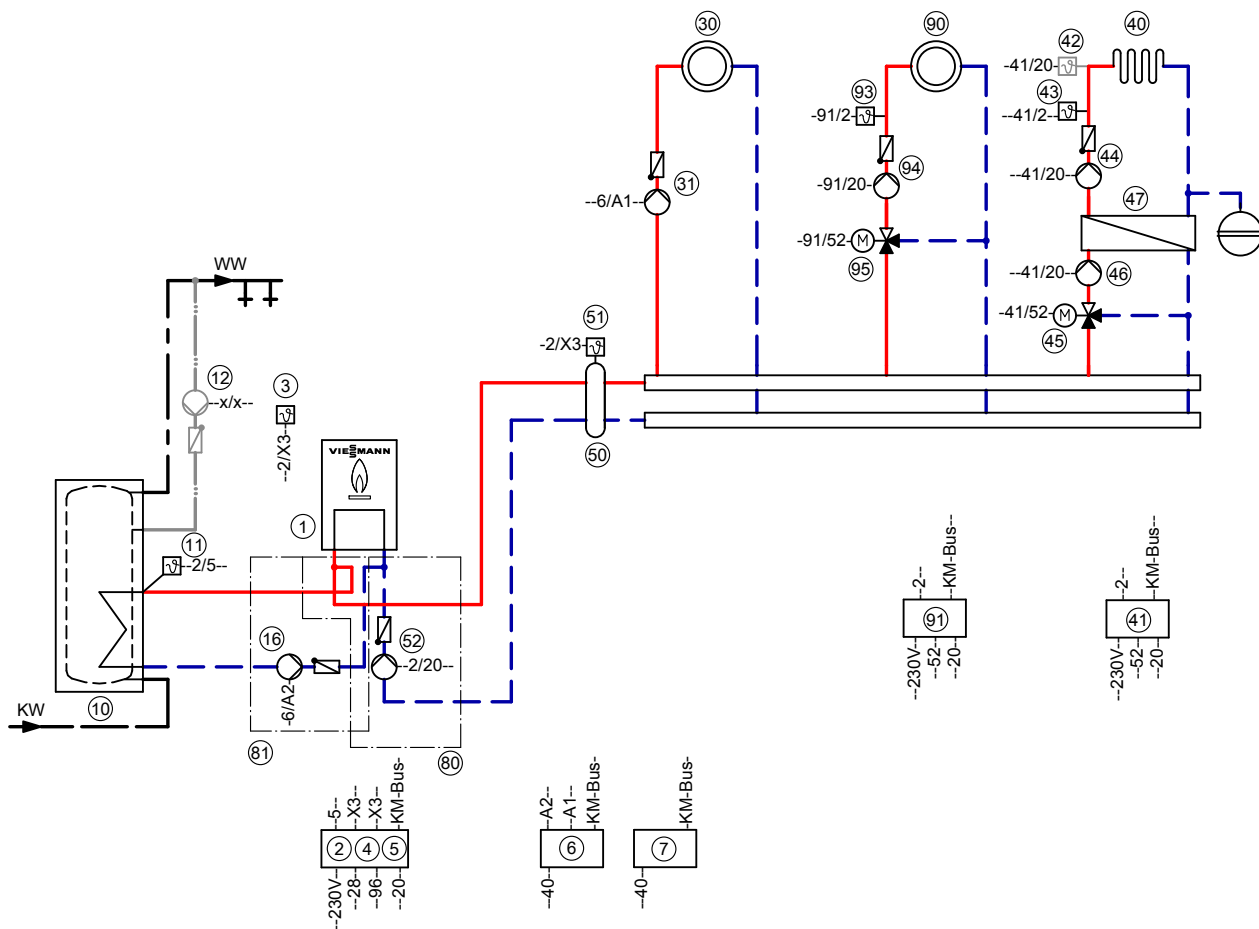 30
90
42
40
-41/20-
93
43
-91/2-
--41/2--
94
44
31
-91/20-
--41/20--
47
--6/A1--
-91/52-
M
95
WW
--41/20--
46
-41/52-
M
45
51
-2/X3-
12
3
--x/x--
--2/X3--
VIESSMANN
50
1
11
--2/5--
16
52
--2/20--
-6/A2-
10
KW
81
80
--2--
-KM-Bus--
91
--230V--
--52--
--20--
--2--
-KM-Bus--
41
--230V--
--52--
--20--
--5--
--X3--
--X3--
-KM-Bus-
2
4
5
--230V--
--28--
--96--
--20--
--A2--
--A1--
-KM-Bus-
6
--40--
-KM-Bus-
7
--40--